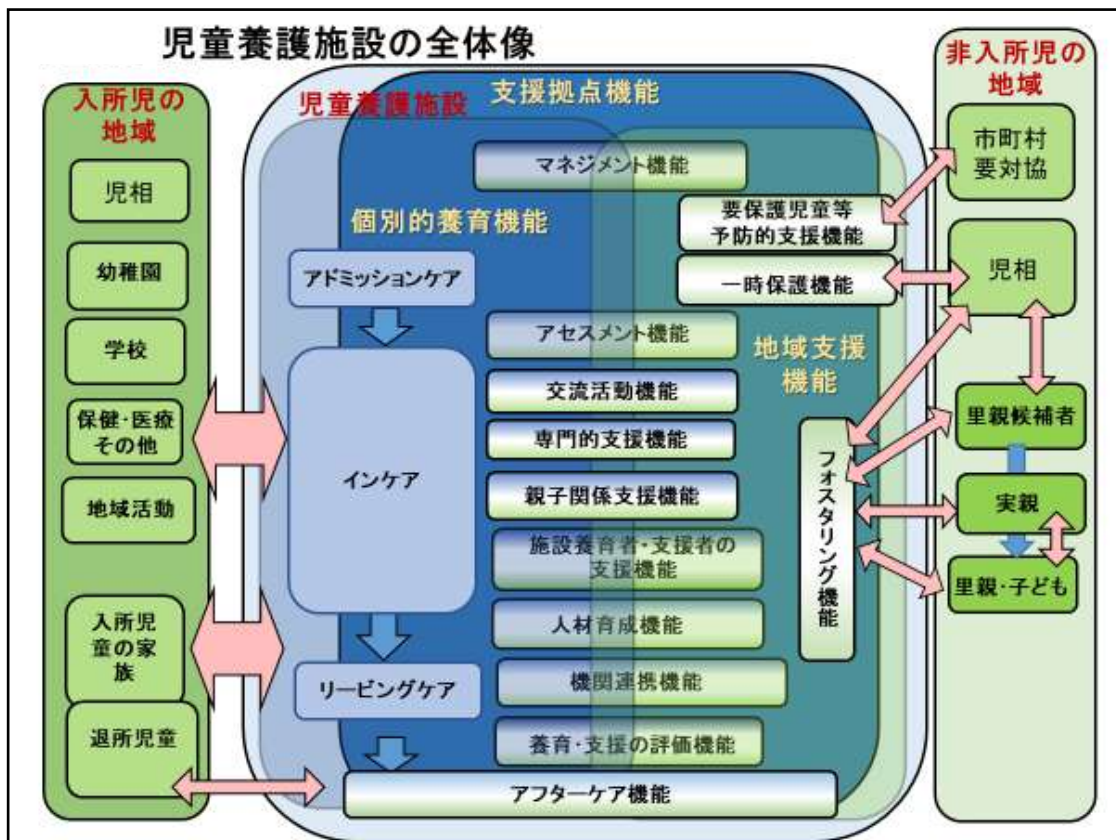 児童養護施設の全体像
入所児の
地域
児相
幼稚園
学校
保健・医療
その他
地域活動
入所児
童の家
族
退所児童
児童養護施設
支援拠点機能
マネジメント機能
個別的養育機能
アドミッションケア
インケア
リービングケア
要保護児童等
予防的支援機能
一時保護機能
アセスメント機能
地域支援
機能
交流活動機能
専門的支援機能
親子関係支援機能
施設養育者・支援者の
支援機能
人材育成機能
機関連携機能
養育・支援の評価機能
アフターケア機能
フォスタリング機能
非入所児の
地域
市町村
要対協
児相
里親候補者
実親
里親・子ども